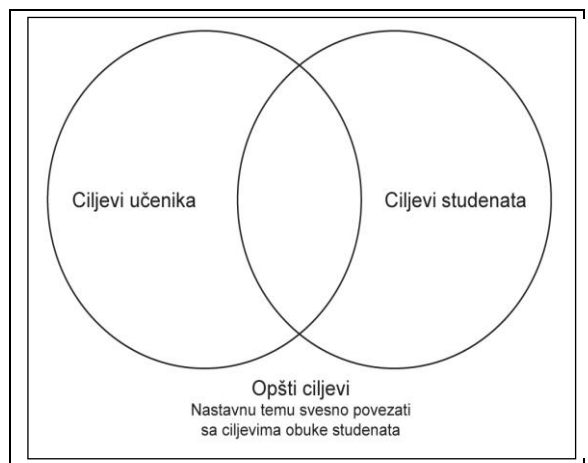 Ciljevi učenika
Ciljevi studenata
Opšti ciljevi
Nastavnu temu svesno povezati
sa ciljevima obuke studenata